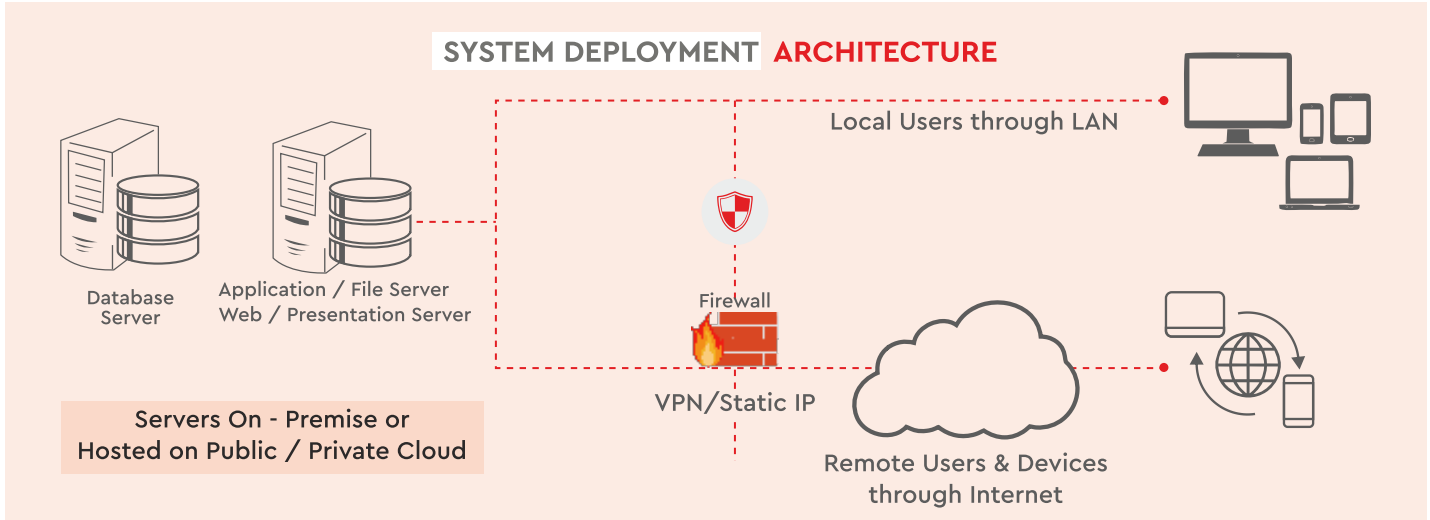 SYSTEM DEPLOYMENT ARCHITECTURE
Local Users through LAN
Database
Server
Application / File Server
Web / Presentation Server
Firewall
VPN/Static IP
Servers On - Premise or
Hosted on Public / Private Cloud
Remote Users & Devices
through Internet